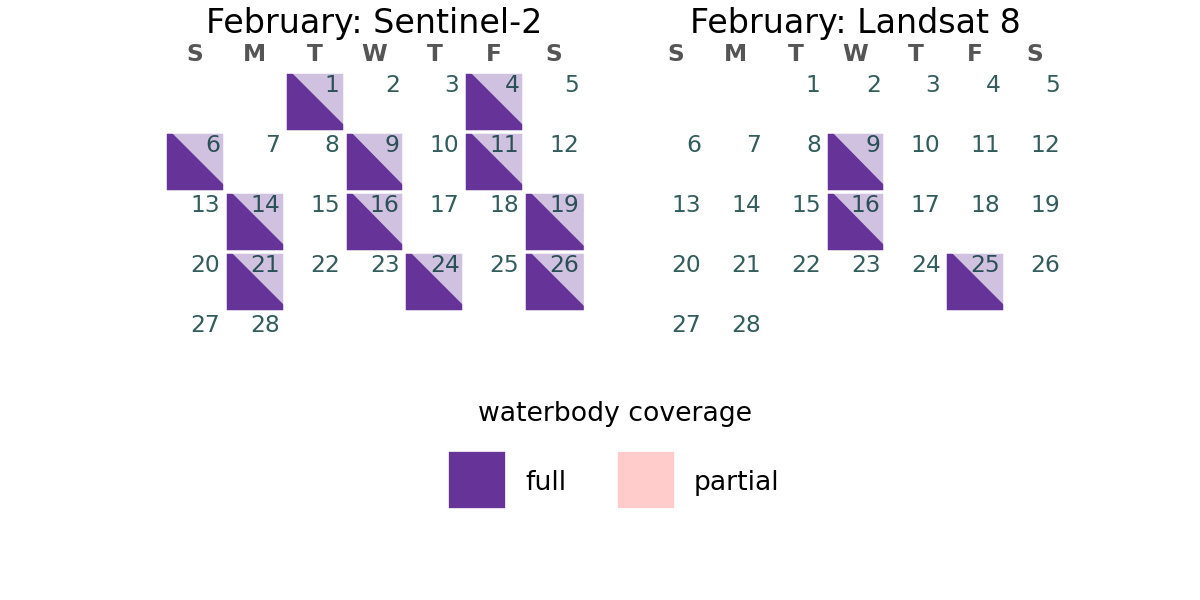 February: Sentinel-2
S M T W T F S
1 2 3 4 5
6 7 8 9 10 11 12
13 14 15 16 17 18 19
20 21 22 23 24 25 26
27 28
February: Landsat 8
S M T W T F S
1 2 3 4 5
6 7 8 9 10 11 12
13 14 15 16 17 18 19
20 21 22 23 24 25 26
27 28
waterbody coverage
full partial